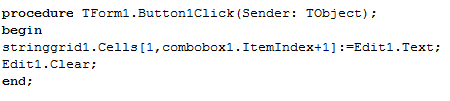 procedure TForm1.Button1Click(Sender: TObject);
begin
stringgrid1.Cells[1,combobox1.ItemIndex+1]:=Edit1.Text;
Edit1.Clear;
end;